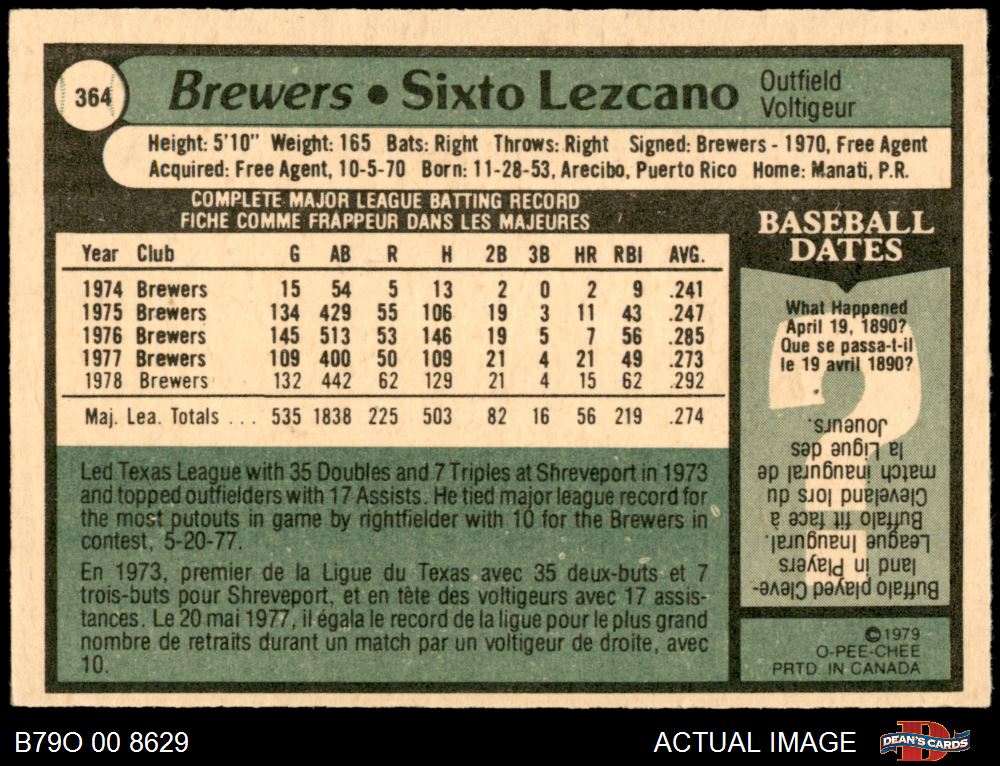 364
Brewers • Sixto Lezcano
Outfield
Voltigeur
Height: 5'10" Weight: 165 Bats: Right Throws: Right Signed: Brewers - 1970, Free Agent
Acquired: Free Agent, 10-5-70 Born: 11-28-53, Arecibo, Puerto Rico Home: Manati, P.R.
COMPLETE MAJOR LEAGUE BATTING RECORD
FICHE COMME FRAPPEUR DANS LES MAJEURES
Year Club G AB R H 2B 3B HR RBI AVG.
1974 Brewers 15 54 5 13 2 0 2 9 .241
1975 Brewers 134 429 55 106 19 3 11 43 .247
1976 Brewers 145 513 53 146 19 5 7 56 .285
1977 Brewers 109 400 50 109 21 4 21 49 .273
1978 Brewers 132 442 62 129 21 4 15 62 .292
Maj. Lea. Totals ... 535 1838 225 503 82 16 56 219 .274
Led Texas League with 35 Doubles and 7 Triples at Shreveport in 1973
and topped outfielders with 17 Assists. He tied major league record for
the most putouts in game by rightfielder with 10 for the Brewers in
contest, 5-20-77.
En 1973, premier de la Ligue du Texas avec 35 deux-buts et 7
trois-buts pour Shreveport, et en tête des voltigeurs avec 17 assis-
tances. Le 20 mai 1977, il égala le record de la ligue pour le plus grand
nombre de retraits durant un match par un voltigeur de droite, avec
10.
BASEBALL
DATES
What Happened
April 19, 1890?
Que se passa-t-il
le 19 avril 1890?
Buffalo played Cleve-
land in Players
League Inaugural.
Buffalo fit face à
Cleveland lors du
match inaugural de
la Ligue des
Joueurs.
©1979
O-PEE-CHEE
PRTD. IN CANADA
B79O 00 8629
ACTUAL IMAGE
D
DEAN'S CARDS